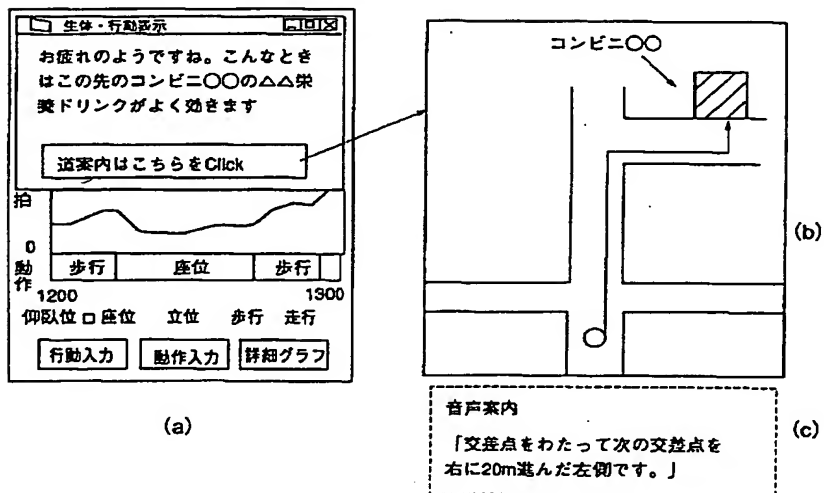 生体・行動表示
お疲れのようですね。こんなとき
はこの先のコンビニ○○の△△栄
養ドリンクがよく効きます
道案内はこちらをClick
拍
0
動作
歩行 座位 歩行
1200 1300
仰臥位 座位 立位 歩行 走行
行動入力 動作入力 詳細グラフ
(a)
コンビニ○○
(b)
音声案内
「交差点をわたって次の交差点を
右に20m進んだ左側です。」
(c)